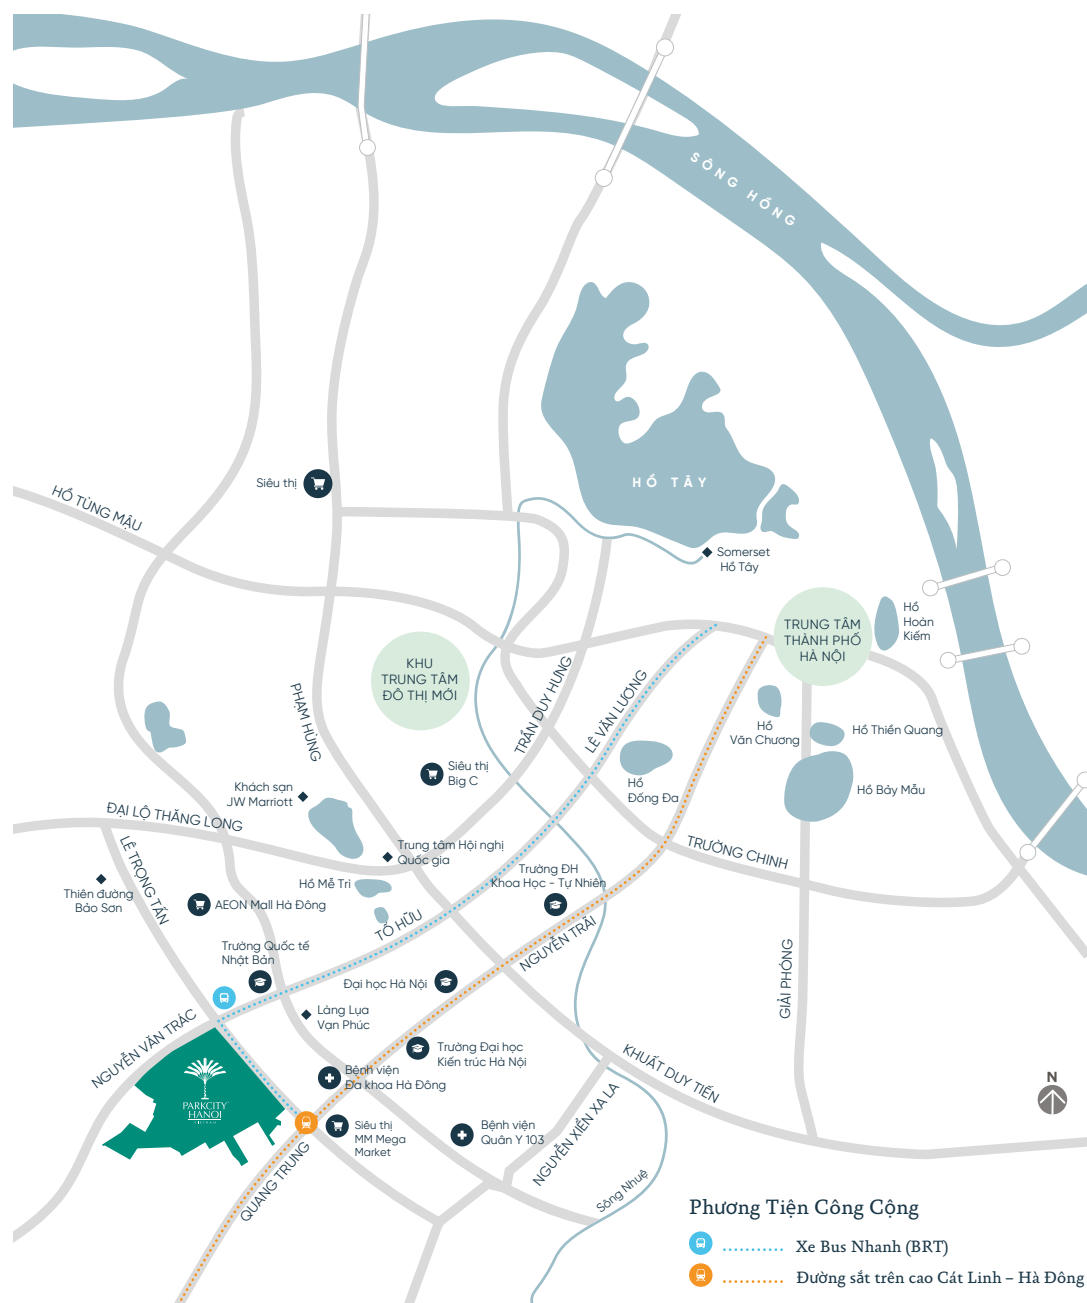 SÔNG HỒNG
HỒ TÂY
Siêu thị
HỒ TÙNG MẬU
Somerset
Hồ Tây
TRUNG TÂM
THÀNH PHỐ
HÀ NỘI
Hồ
Hoàn
Kiếm
KHU
TRUNG TÂM
ĐÔ THỊ MỚI
PHẠM HÙNG
TRẦN DUY HƯNG
LÊ VĂN LƯƠNG
Hồ
Văn Chương
Hồ Thiền Quang
Siêu thị
Big C
Hồ
Đống Đa
Hồ Bảy Mẫu
Khách sạn
JW Marriott
ĐẠI LỘ THĂNG LONG
LÊ TRỌNG TẤN
Trung tâm Hội nghị
Quốc gia
TRƯỜNG CHINH
Thiên đường
Bảo Sơn
Hồ Mễ Trì
Trường ĐH
Khoa Học - Tự Nhiên
AEON Mall Hà Đông
TỐ HỮU
NGUYỄN TRÃI
Trường Quốc tế
Nhật Bản
Đại học Hà Nội
GIẢI PHÓNG
Làng Lụa
Vạn Phúc
NGUYỄN VĂN TRÁC
Trường Đại học
Kiến trúc Hà Nội
KHUẤT DUY TIẾN
Bệnh viện
Đa khoa Hà Đông
PARKCITY
HANOI
VIETNAM
N
Siêu thị
MM Mega
Market
Bệnh viện
Quân Y 103
NGUYỄN XIỂN XA LA
QUANG TRUNG
Sông Nhuệ
Phương Tiện Công Cộng
Xe Bus Nhanh (BRT)
Đường sắt trên cao Cát Linh – Hà Đông